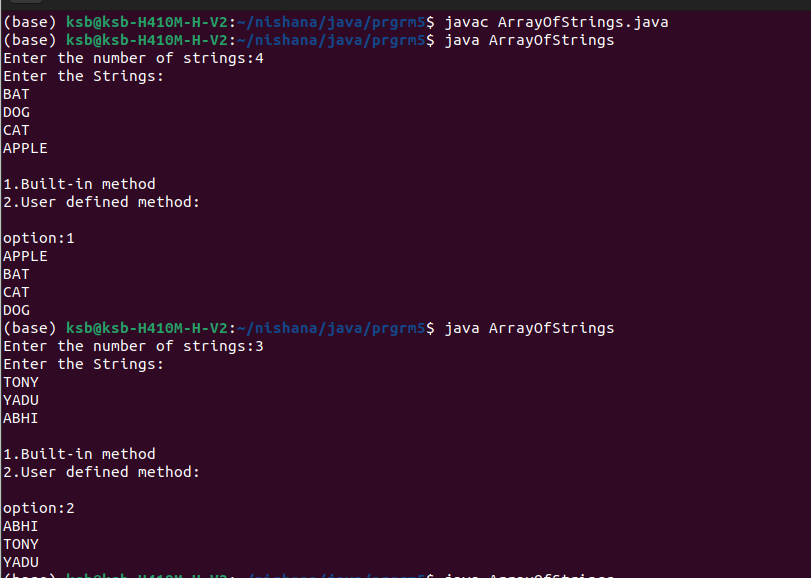 (base) ksb@ksb-H410M-H-V2:~/nishana/java/prgrm5$ javac ArrayOfStrings.java
(base) ksb@ksb-H410M-H-V2:~/nishana/java/prgrm5$ java ArrayOfStrings
Enter the number of strings:4
Enter the Strings:
BAT
DOG
CAT
APPLE
1.Built-in method
2.User defined method:
option:1
APPLE
BAT
CAT
DOG
(base) ksb@ksb-H410M-H-V2:~/nishana/java/prgrm5$ java ArrayOfStrings
Enter the number of strings:3
Enter the Strings:
TONY
YADU
ABHI
1.Built-in method
2.User defined method:
option:2
ABHI
TONY
YADU